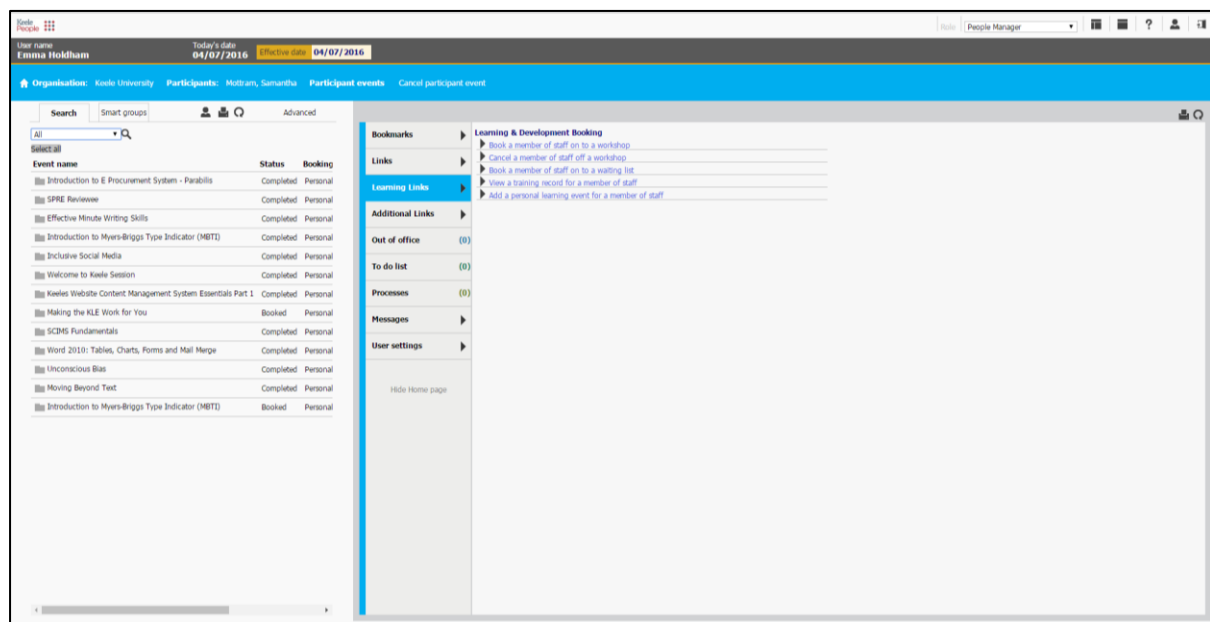 Keele
People
Role People Manager ?
User name Today's date
Emma Holdham 04/07/2016 Effective date 04/07/2016
Organisation: Keele University Participants: Mottram, Samantha Participant events Cancel participant event
Search Smart groups Advanced
All
Select all
Event name Status Booking
Introduction to E Procurement System - Parabilis Completed Personal
SPRE Reviewee Completed Personal
Effective Minute Writing Skills Completed Personal
Introduction to Myers-Briggs Type Indicator (MBTI) Completed Personal
Inclusive Social Media Completed Personal
Welcome to Keele Session Completed Personal
Keeles Website Content Management System Essentials Part 1 Completed Personal
Making the KLE Work for You Booked Personal
SCIMS Fundamentals Completed Personal
Word 2010: Tables, Charts, Forms and Mail Merge Completed Personal
Unconscious Bias Completed Personal
Moving Beyond Text Completed Personal
Introduction to Myers-Briggs Type Indicator (MBTI) Booked Personal
Bookmarks
Links
Learning Links
Additional Links
Out of office (0)
To do list (0)
Processes (0)
Messages
User settings
Hide Home page
Learning & Development Booking
Book a member of staff on to a workshop
Cancel a member of staff off a workshop
Book a member of staff on to a waiting list
View a training record for a member of staff
Add a personal learning event for a member of staff